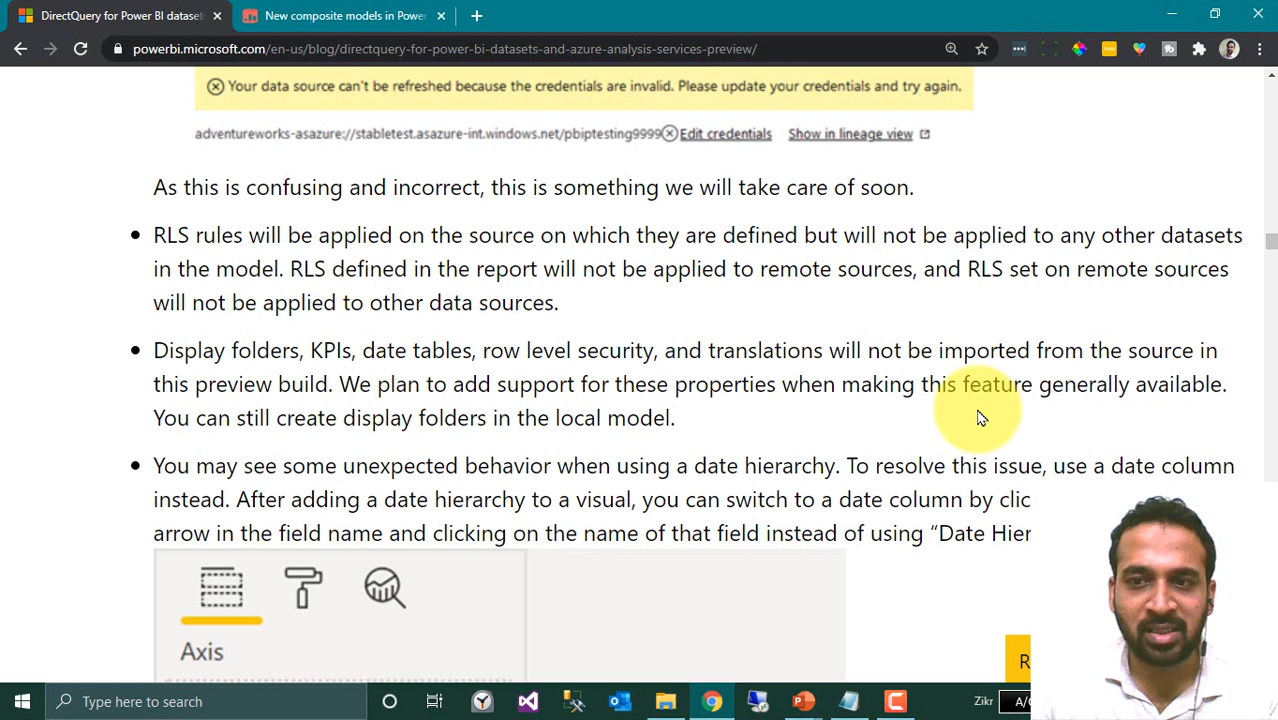 DirectQuery for Power BI dataset
New composite models in Power
powerbi.microsoft.com/en-us/blog/directquery-for-power-bi-datasets-and-azure-analysis-services-preview/
Your data source can't be refreshed because the credentials are invalid. Please update your credentials and try again.
adventureworks-asazure://stabletest.asazure-int.windows.net/pbiptesting9999 Edit credentials Show in lineage view
As this is confusing and incorrect, this is something we will take care of soon.
RLS rules will be applied on the source on which they are defined but will not be applied to any other datasets
in the model. RLS defined in the report will not be applied to remote sources, and RLS set on remote sources
will not be applied to other data sources.
Display folders, KPIs, date tables, row level security, and translations will not be imported from the source in
this preview build. We plan to add support for these properties when making this feature generally available.
You can still create display folders in the local model.
You may see some unexpected behavior when using a date hierarchy. To resolve this issue, use a date column
instead. After adding a date hierarchy to a visual, you can switch to a date column by clic
arrow in the field name and clicking on the name of that field instead of using “Date Hier
Axis
R
Type here to search
Zikr
A/C